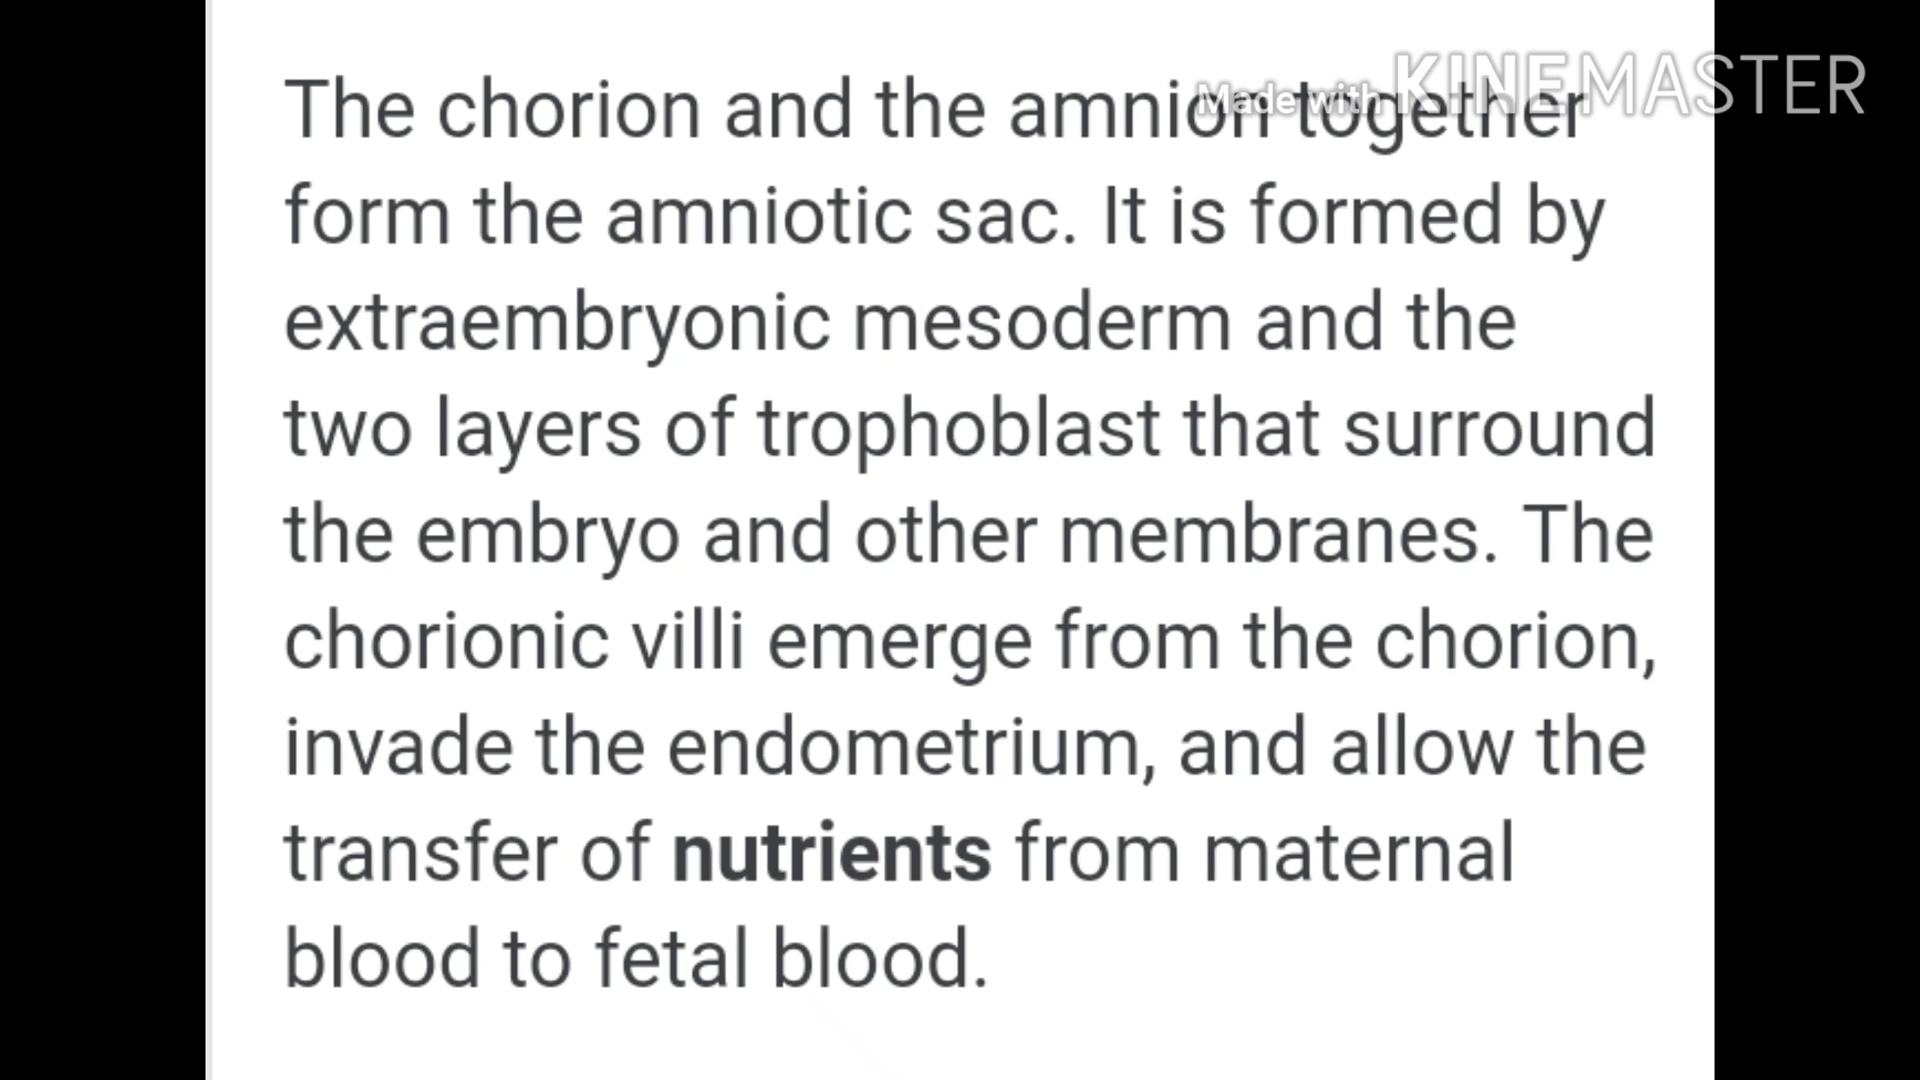 Made with KINEMASTER
The chorion and the amnion together
form the amniotic sac. It is formed by
extraembryonic mesoderm and the
two layers of trophoblast that surround
the embryo and other membranes. The
chorionic villi emerge from the chorion,
invade the endometrium, and allow the
transfer of nutrients from maternal
blood to fetal blood.